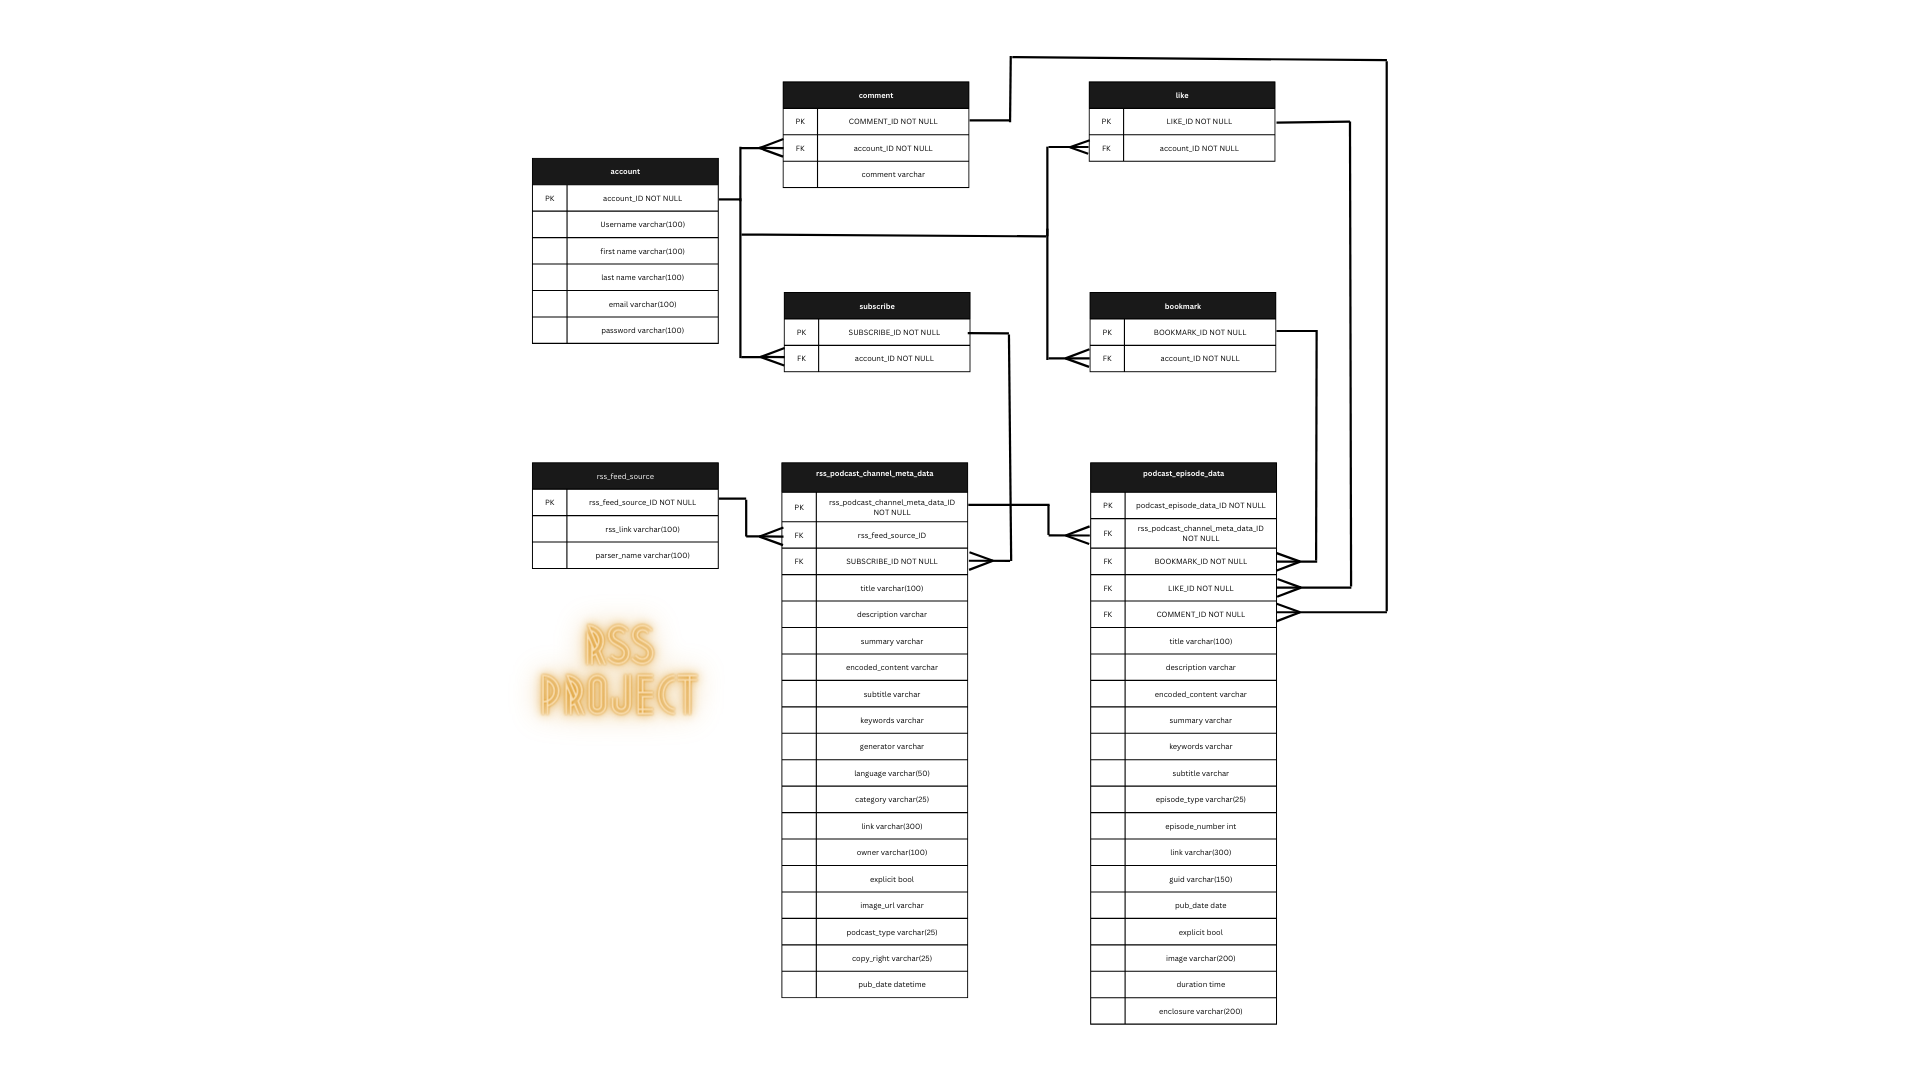 comment
PK COMMENT_ID NOT NULL
FK account_ID NOT NULL
comment varchar
like
PK LIKE_ID NOT NULL
FK account_ID NOT NULL
account
PK account_ID NOT NULL
Username varchar(100)
first name varchar(100)
last name varchar(100)
email varchar(100)
password varchar(100)
subscribe
PK SUBSCRIBE_ID NOT NULL
FK account_ID NOT NULL
bookmark
PK BOOKMARK_ID NOT NULL
FK account_ID NOT NULL
rss_feed_source
PK rss_feed_source_ID NOT NULL
rss_link varchar(100)
parser_name varchar(100)
RSS
PROJECT
rss_podcast_channel_meta_data
PK rss_podcast_channel_meta_data_ID
NOT NULL
FK rss_feed_source_ID
FK SUBSCRIBE_ID NOT NULL
title varchar(100)
description varchar
summary varchar
encoded_content varchar
subtitle varchar
keywords varchar
generator varchar
language varchar(50)
category varchar(25)
link varchar(300)
owner varchar(100)
explicit bool
image_url varchar
podcast_type varchar(25)
copy_right varchar(25)
pub_date datetime
podcast_episode_data
PK podcast_episode_data_ID NOT NULL
FK rss_podcast_channel_meta_data_ID
NOT NULL
FK BOOKMARK_ID NOT NULL
FK LIKE_ID NOT NULL
FK COMMENT_ID NOT NULL
title varchar(100)
description varchar
encoded_content varchar
summary varchar
keywords varchar
subtitle varchar
episode_type varchar(25)
episode_number int
link varchar(300)
guid varchar(150)
pub_date date
explicit bool
image varchar(200)
duration time
enclosure varchar(200)